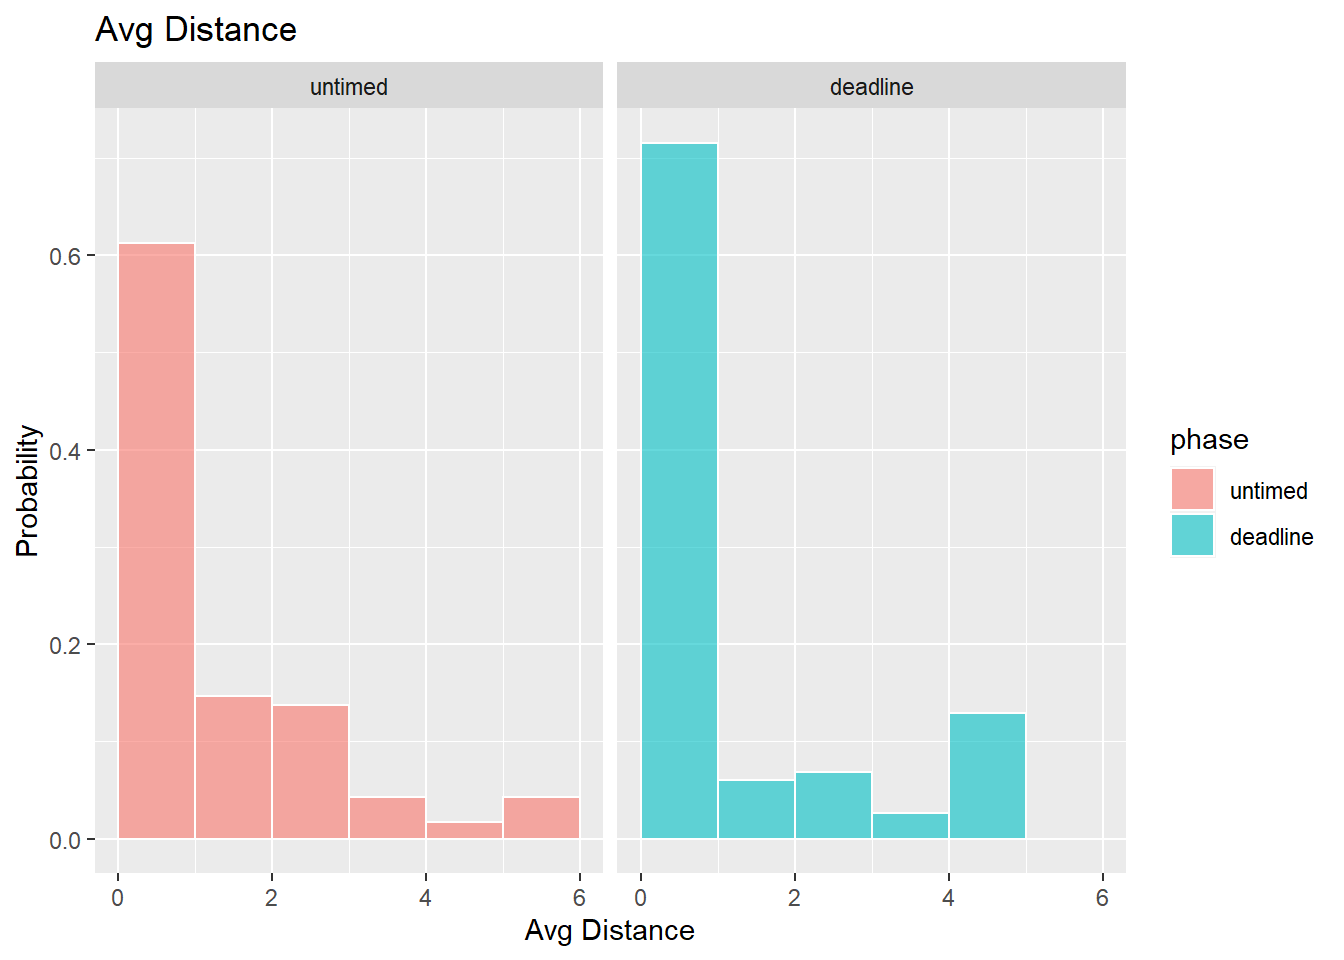 Avg Distance
untimed
deadline
0.6
0.4
0.2
0.0
Probability
0 2 4 6
0 2 4 6
Avg Distance
phase
untimed
deadline